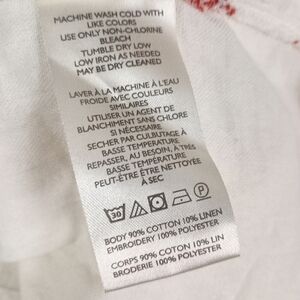 MACHINE WASH COLD WITH
LIKE COLORS
USE ONLY NON-CHLORINE
BLEACH
TUMBLE DRY LOW
LOW IRON AS NEEDED
MAY BE DRY CLEANED
LAVER À LA MACHINE À L'EAU
FROIDE AVEC COULEURS
SIMILAIRES
UTILISER UN AGENT DE
BLANCHIMENT SANS CHLORE
SI NÉCESSAIRE
SECHER PAR CULBUTAGE À
BASSE TEMPERATURE
REPASSER, AU BESOIN, À TRÈS
BASSE TEMPÉRATURE
PEUT-ÊTRE ÊTRE NETTOYÉE
À SEC
30 P
BODY 90% COTTON 10% LINEN
EMBROIDERY 100% POLYESTER
CORPS 90% COTON 10% LIN
BRODERIE 100% POLYESTER